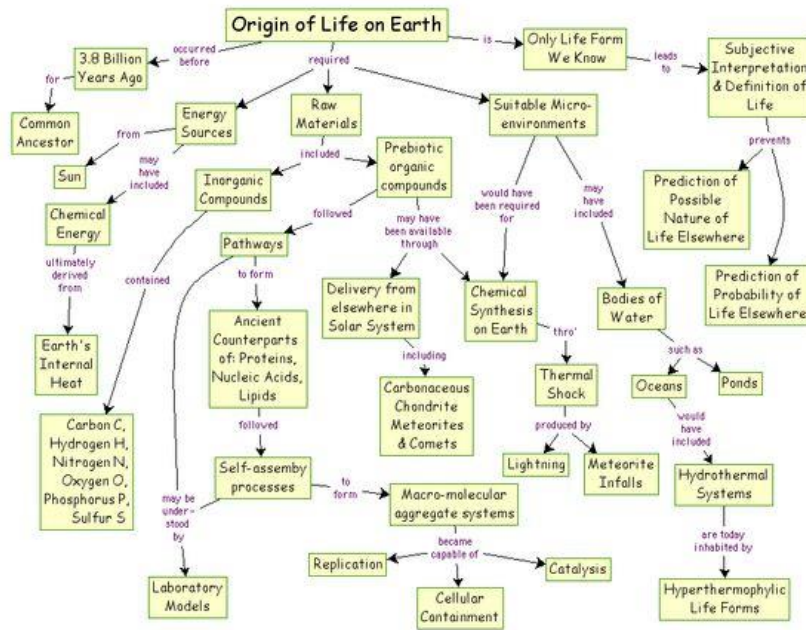 Origin of Life on Earth
occurred
before
required
is
3.8 Billion
Years Ago
Only Life Form
We Know
leads
to
Subjective
Interpretation
& Definition of
Life
for
Common
Ancestor
Energy
Sources
Raw
Materials
Suitable Micro-
environments
from
Sun
may
have
included
included
Prebiotic
organic
compounds
prevents
Inorganic
Compounds
would have
been required
for
may
have
included
Prediction of
Possible
Nature of
Life Elsewhere
Chemical
Energy
followed
may have
been available
through
Pathways
ultimately
derived
from
contained
to form
Delivery from
elsewhere in
Solar System
Chemical
Synthesis
on Earth
Bodies of
Water
Prediction of
Probability of
Life Elsewhere
Earth's
Internal
Heat
Ancient
Counterparts
of: Proteins,
Nucleic Acids,
Lipids
including
thro'
such as
Carbonaceous
Chondrite
Meteorites
& Comets
Thermal
Shock
Oceans
Ponds
Carbon C,
Hydrogen H,
Nitrogen N,
Oxygen O,
Phosphorus P,
Sulfur S
followed
produced
by
would
have
included
Self-assemby
processes
Lightning
Meteorite
Infalls
Hydrothermal
Systems
may be
under-
stood
by
to
form
Macro-molecular
aggregate systems
are today
inhabited by
became
capable of
Replication
Catalysis
Laboratory
Models
Cellular
Containment
Hyperthermophylic
Life Forms